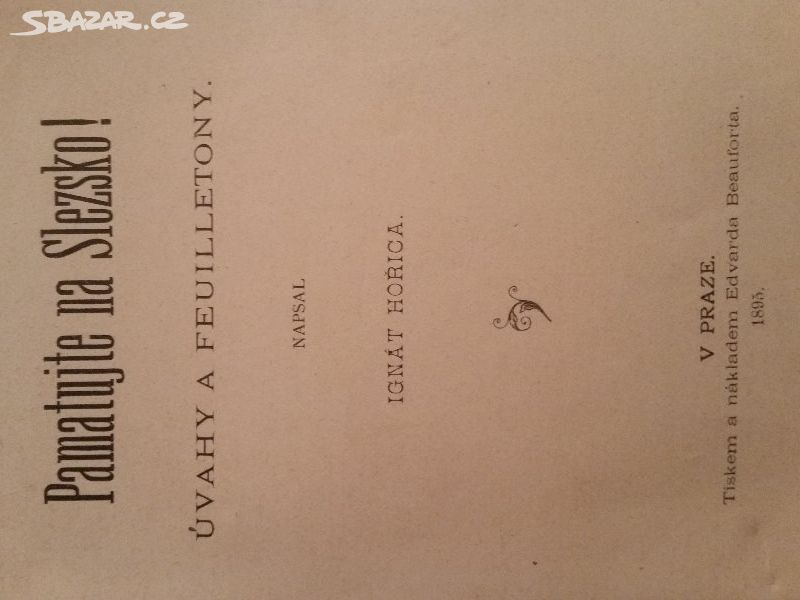 SBAZAR.CZ
Pamatujte na Slezsko!
ÚVAHY A FEUILLETONY.
NAPSAL
IGNÁT HOŘICA.
V PRAZE.
Tiskem a nákladem Edvarda Beauforta.
1895.